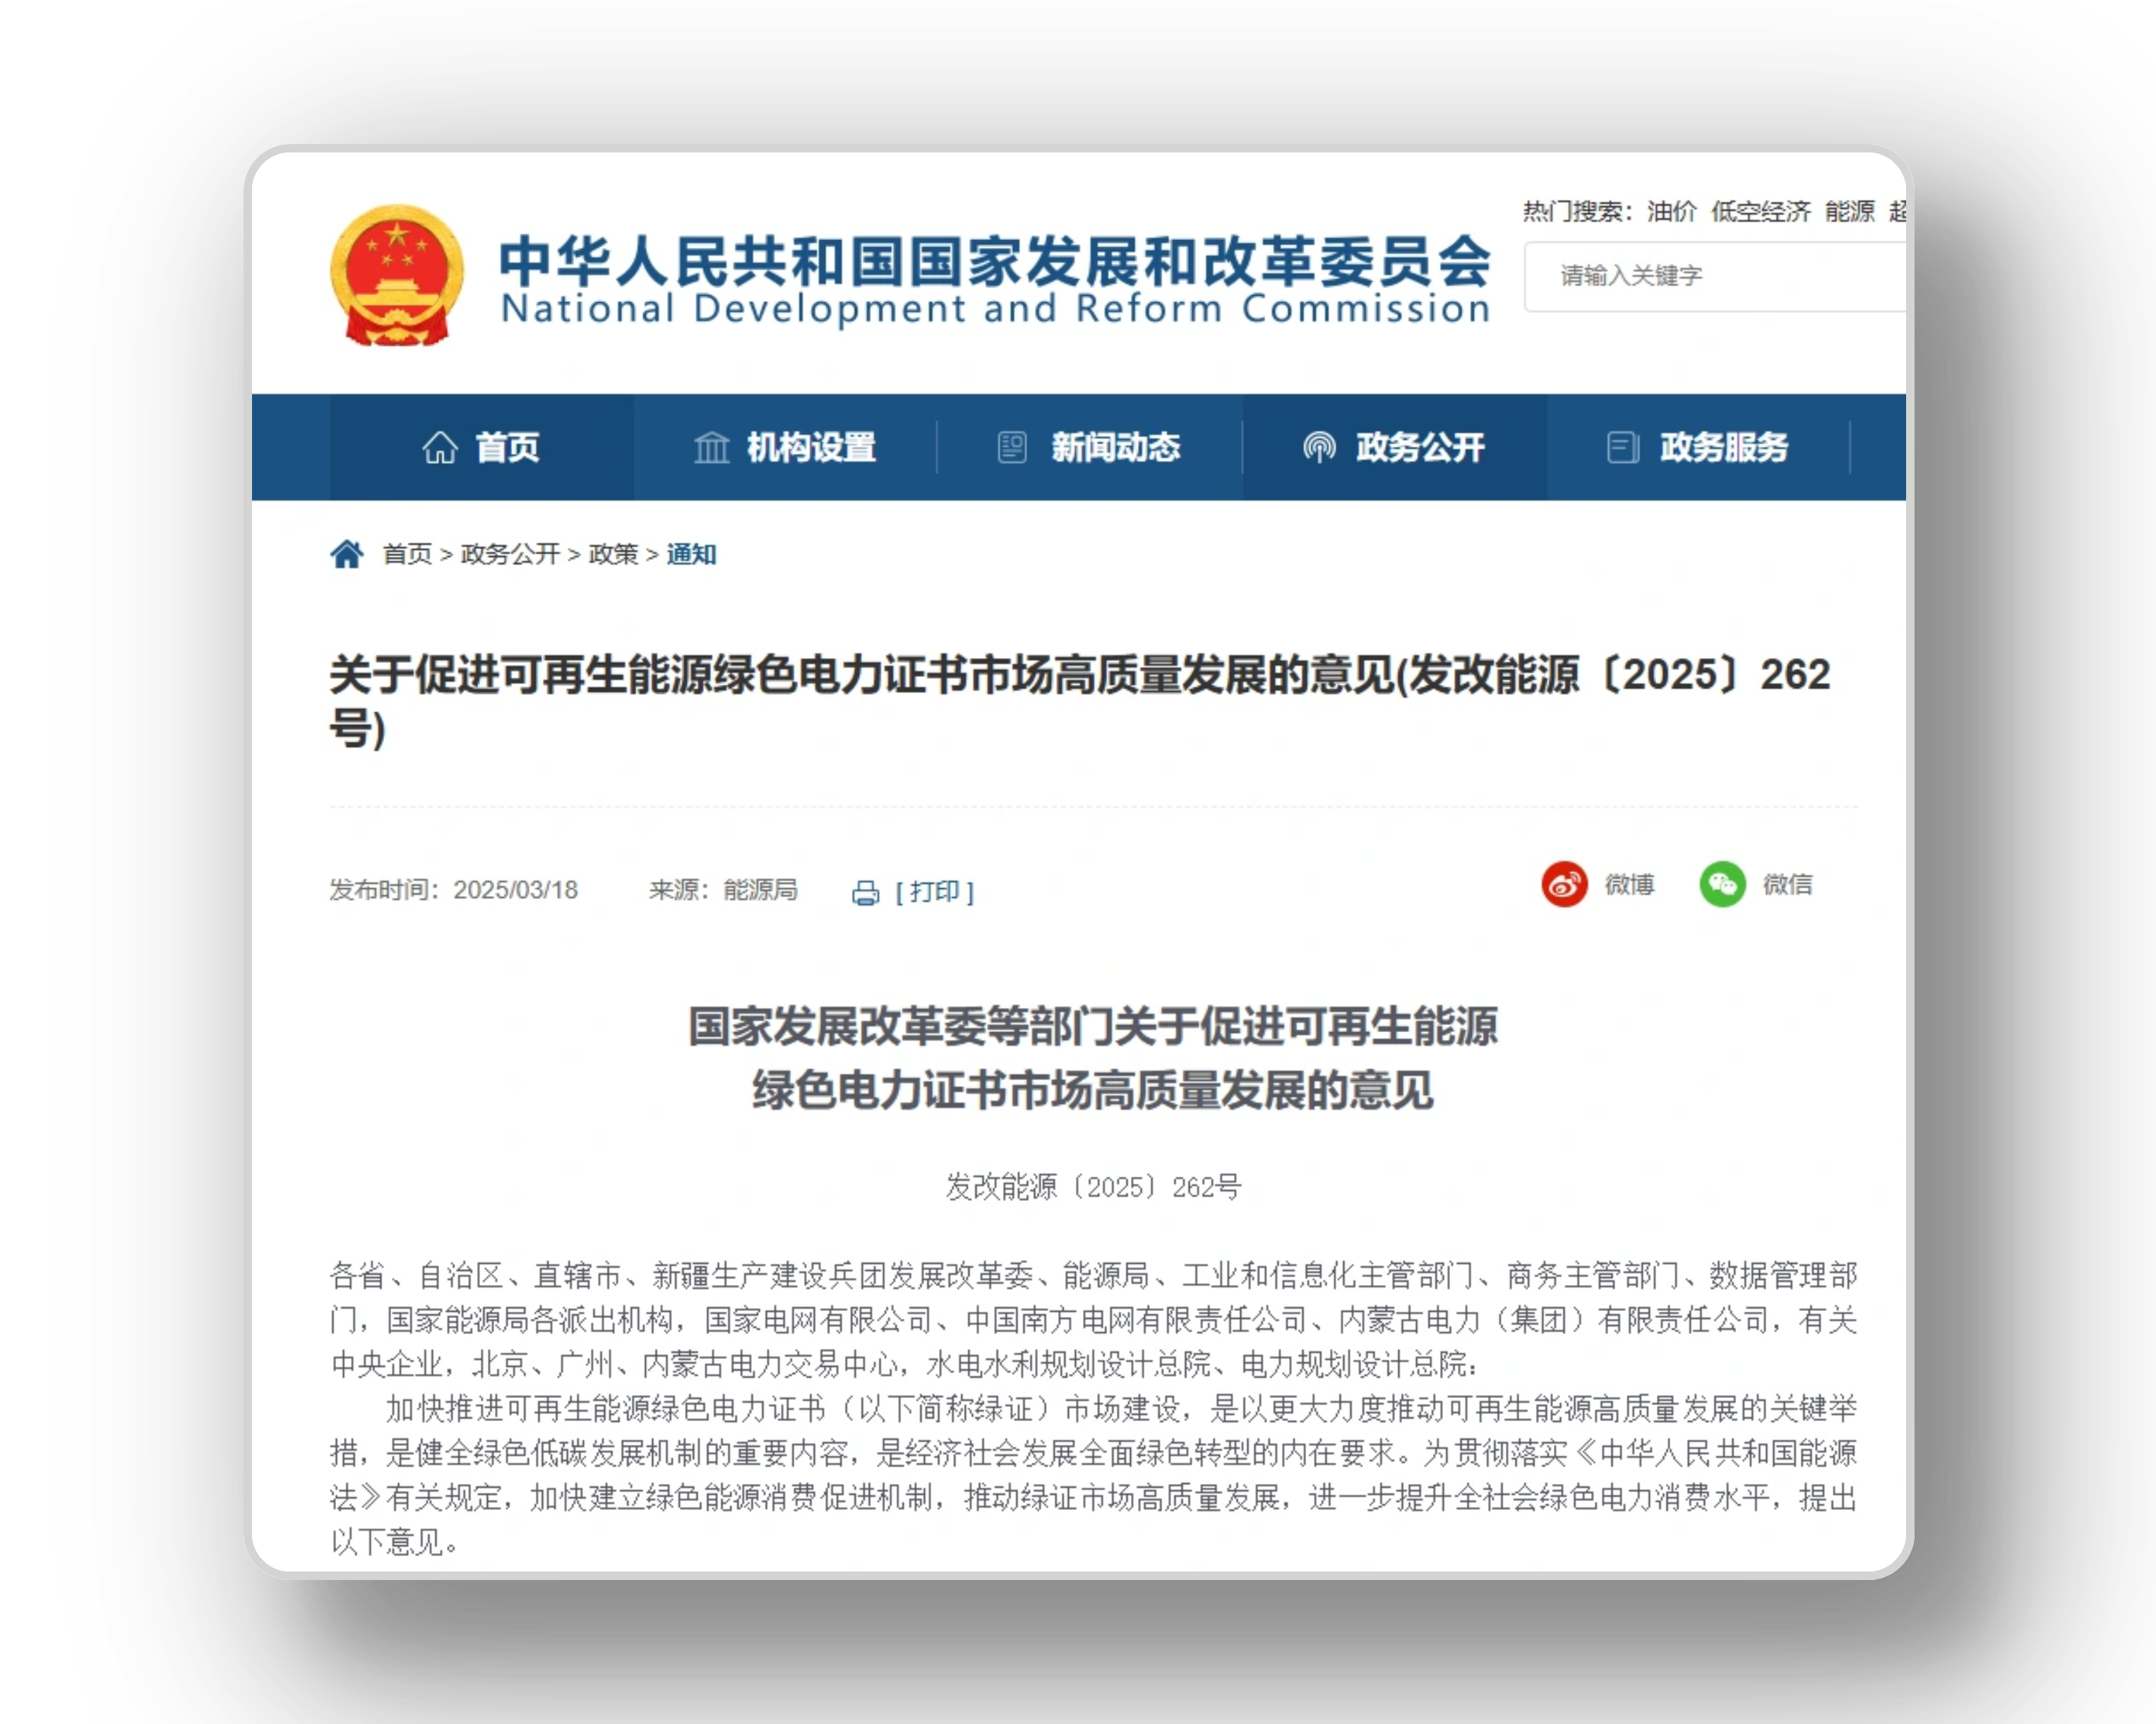 热门搜索：油价 低空经济 能源
中华人民共和国国家发展和改革委员会
National Development and Reform Commission
请输入关键字
首页 机构设置 新闻动态 政务公开 政务服务
首页 > 政务公开 > 政策 > 通知
关于促进可再生能源绿色电力证书市场高质量发展的意见(发改能源〔2025〕262
号)
发布时间：2025/03/18 来源：能源局 [ 打印 ] 微博 微信
国家发展改革委等部门关于促进可再生能源
绿色电力证书市场高质量发展的意见
发改能源〔2025〕262号
各省、自治区、直辖市、新疆生产建设兵团发展改革委、能源局、工业和信息化主管部门、商务主管部门、数据管理部
门，国家能源局各派出机构，国家电网有限公司、中国南方电网有限责任公司、内蒙古电力（集团）有限责任公司，有关
中央企业，北京、广州、内蒙古电力交易中心，水电水利规划设计总院、电力规划设计总院：
加快推进可再生能源绿色电力证书（以下简称绿证）市场建设，是以更大力度推动可再生能源高质量发展的关键举
措，是健全绿色低碳发展机制的重要内容，是经济社会发展全面绿色转型的内在要求。为贯彻落实《中华人民共和国能源
法》有关规定，加快建立绿色能源消费促进机制，推动绿证市场高质量发展，进一步提升全社会绿色电力消费水平，提出
以下意见。